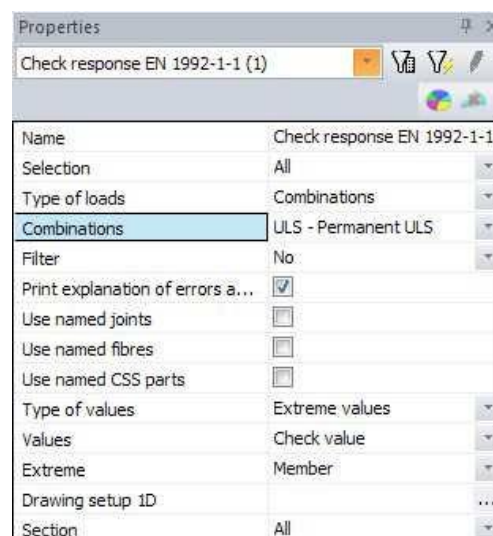 Properties
Check response EN 1992-1-1 (1)
Name Check response EN 1992-1-1
Selection All
Type of loads Combinations
Combinations ULS - Permanent ULS
Filter No
Print explanation of errors a...
Use named joints
Use named fibres
Use named CSS parts
Type of values Extreme values
Values Check value
Extreme Member
Drawing setup 1D ...
Section All